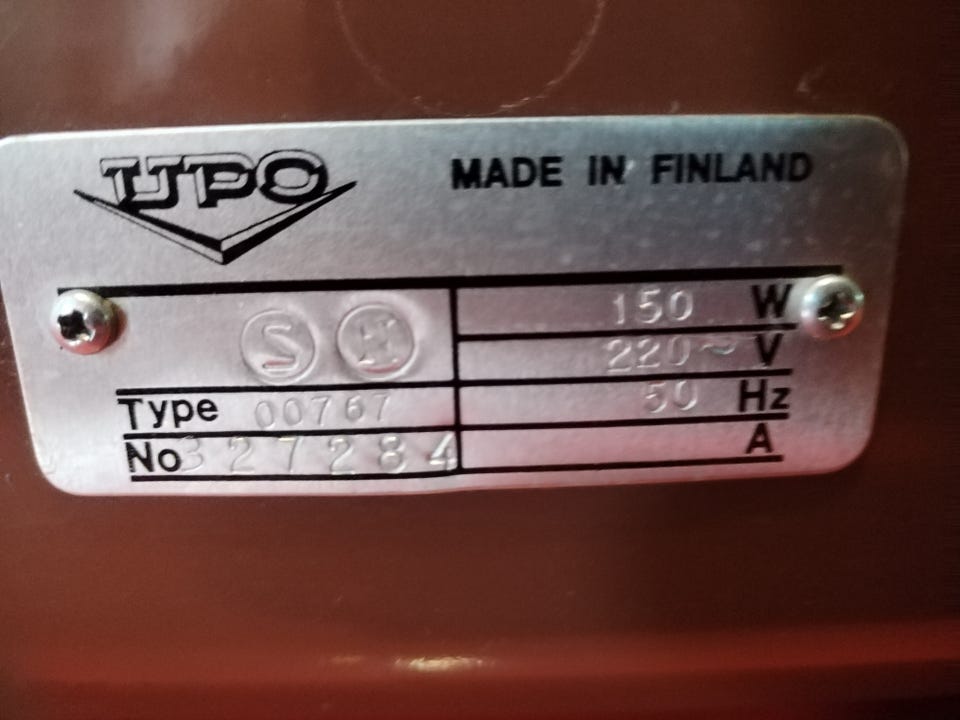 UPO MADE IN FINLAND
150 W
S H
220~ V
Type 00767 50 Hz
No 327284 A